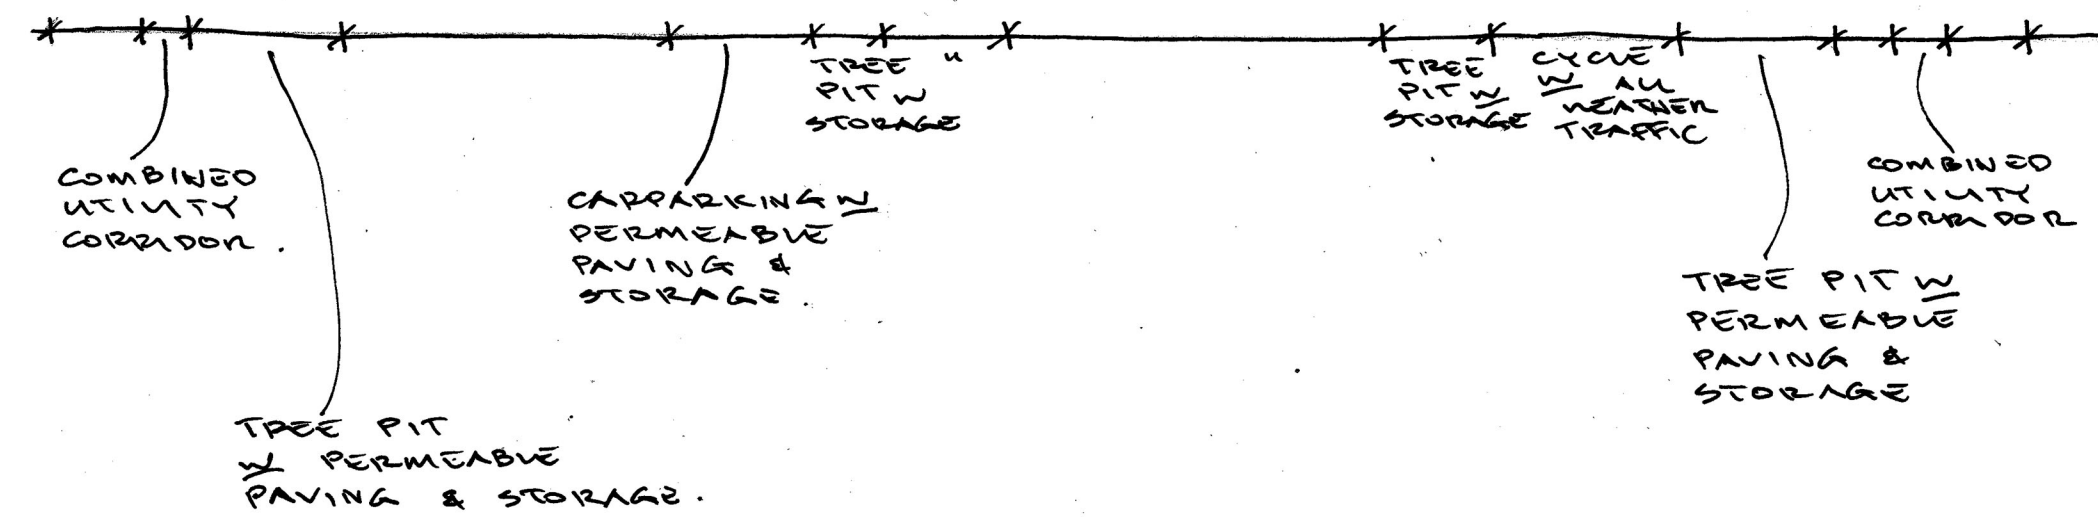 COMBINED
UTILITY
CORRIDOR.
TREE PIT
W PERMEABLE
PAVING & STORAGE.
CARPARKING W
PERMEABLE
PAVING &
STORAGE.
TREE "
PIT W
STORAGE
TREE
PIT W
STORAGE
CYCLE
W ALL
WEATHER
TRAFFIC
TREE PIT W
PERMEABLE
PAVING &
STORAGE
COMBINED
UTILITY
CORRIDOR